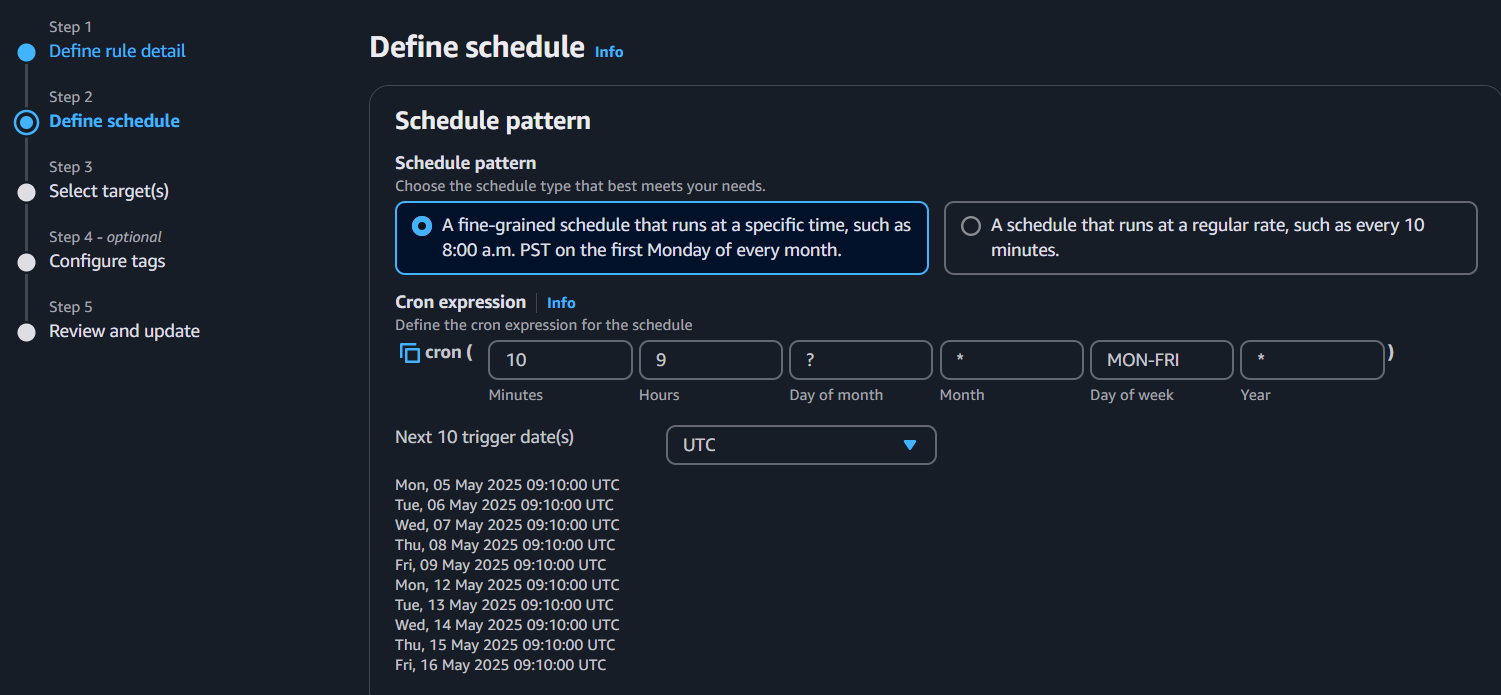 Step 1
Define rule detail
Step 2
Define schedule
Step 3
Select target(s)
Step 4 - optional
Configure tags
Step 5
Review and update
Define schedule Info
Schedule pattern
Schedule pattern
Choose the schedule type that best meets your needs.
A fine-grained schedule that runs at a specific time, such as
8:00 a.m. PST on the first Monday of every month.
A schedule that runs at a regular rate, such as every 10
minutes.
Cron expression Info
Define the cron expression for the schedule
cron ( 10 9 ? * MON-FRI * )
Minutes Hours Day of month Month Day of week Year
Next 10 trigger date(s) UTC
Mon, 05 May 2025 09:10:00 UTC
Tue, 06 May 2025 09:10:00 UTC
Wed, 07 May 2025 09:10:00 UTC
Thu, 08 May 2025 09:10:00 UTC
Fri, 09 May 2025 09:10:00 UTC
Mon, 12 May 2025 09:10:00 UTC
Tue, 13 May 2025 09:10:00 UTC
Wed, 14 May 2025 09:10:00 UTC
Thu, 15 May 2025 09:10:00 UTC
Fri, 16 May 2025 09:10:00 UTC